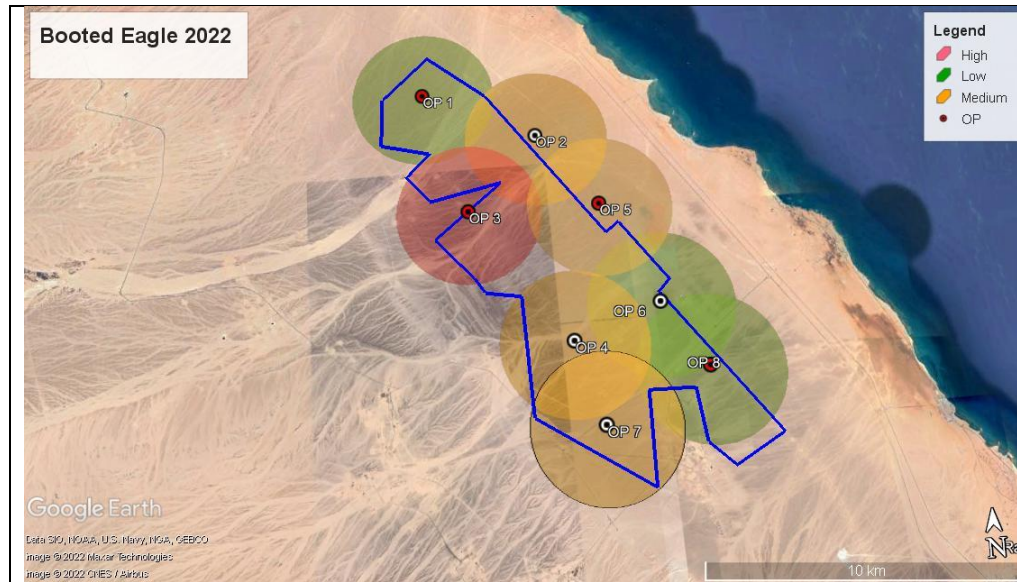 Booted Eagle 2022
Legend
High
Low
Medium
OP
OP 1
OP 2
OP 3
OP 5
OP 6
OP 4
OP 8
OP 7
Google Earth
Data SIO, NOAA, U.S. Navy, NGA, GEBCO
Image © 2022 Maxar Technologies
Image © 2022 CNES / Airbus
N
10 km